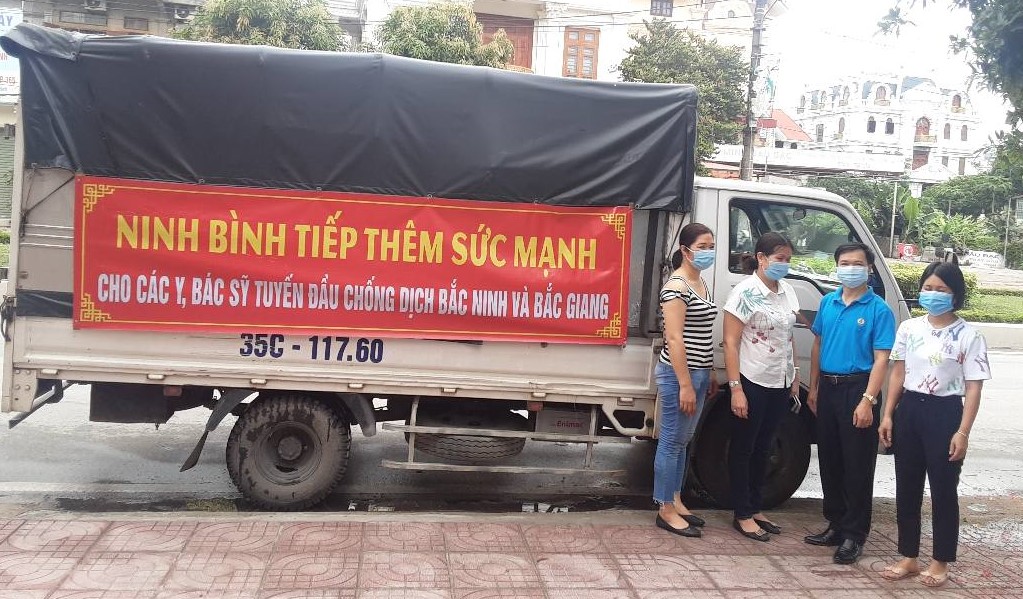 NINH BÌNH TIẾP THÊM SỨC MẠNH
CHO CÁC Y, BÁC SỸ TUYẾN ĐẦU CHỐNG DỊCH BẮC NINH VÀ BẮC GIANG
35C - 117.60